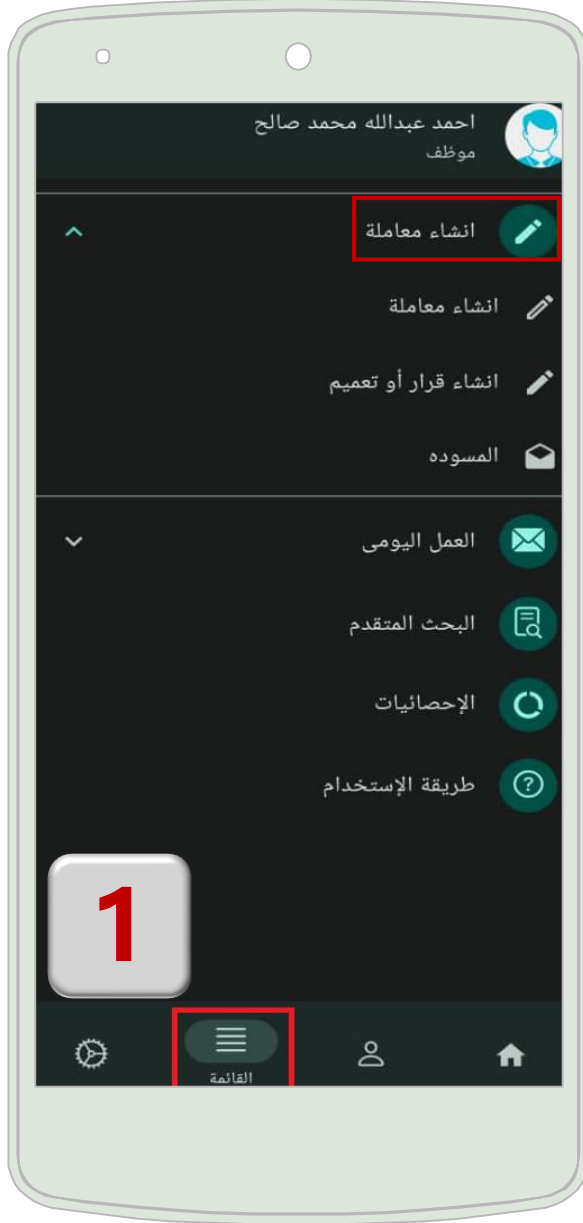 احمد عبدالله محمد صالح
موظف
انشاء معاملة
انشاء معاملة
انشاء قرار أو تعميم
المسوده
العمل اليومى
البحث المتقدم
الإحصائيات
طريقة الإستخدام
1
القائمة